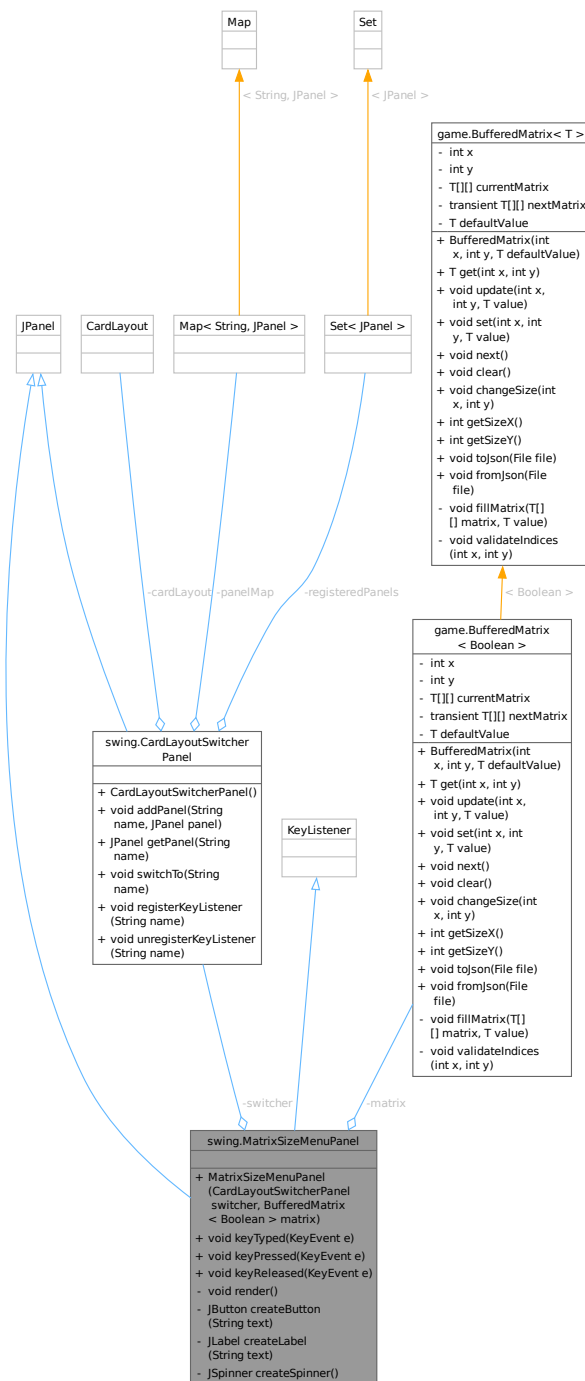 Map
Set
< String, JPanel >
< JPanel >
game.BufferedMatrix< T >
- int x
- int y
- T[][] currentMatrix
- transient T[][] nextMatrix
- T defaultValue
+ BufferedMatrix(int
x, int y, T defaultValue)
+ T get(int x, int y)
+ void update(int x,
int y, T value)
+ void set(int x, int
y, T value)
+ void next()
+ void clear()
+ void changeSize(int
x, int y)
+ int getSizeX()
+ int getSizeY()
+ void toJson(File file)
+ void fromJson(File
file)
- void fillMatrix(T[]
[] matrix, T value)
- void validateIndices
(int x, int y)
JPanel
CardLayout
Map< String, JPanel >
Set< JPanel >
-cardLayout
-panelMap
-registeredPanels
< Boolean >
game.BufferedMatrix
< Boolean >
- int x
- int y
- T[][] currentMatrix
- transient T[][] nextMatrix
- T defaultValue
+ BufferedMatrix(int
x, int y, T defaultValue)
+ T get(int x, int y)
+ void update(int x,
int y, T value)
+ void set(int x, int
y, T value)
+ void next()
+ void clear()
+ void changeSize(int
x, int y)
+ int getSizeX()
+ int getSizeY()
+ void toJson(File file)
+ void fromJson(File
file)
- void fillMatrix(T[]
[] matrix, T value)
- void validateIndices
(int x, int y)
swing.CardLayoutSwitcher
Panel
+ CardLayoutSwitcherPanel()
+ void addPanel(String
name, JPanel panel)
+ JPanel getPanel(String
name)
+ void switchTo(String
name)
+ void registerKeyListener
(String name)
+ void unregisterKeyListener
(String name)
KeyListener
-switcher
-matrix
swing.MatrixSizeMenuPanel
+ MatrixSizeMenuPanel
(CardLayoutSwitcherPanel
switcher, BufferedMatrix
< Boolean > matrix)
+ void keyTyped(KeyEvent e)
+ void keyPressed(KeyEvent e)
+ void keyReleased(KeyEvent e)
- void render()
- JButton createButton
(String text)
- JLabel createLabel
(String text)
- JSpinner createSpinner()